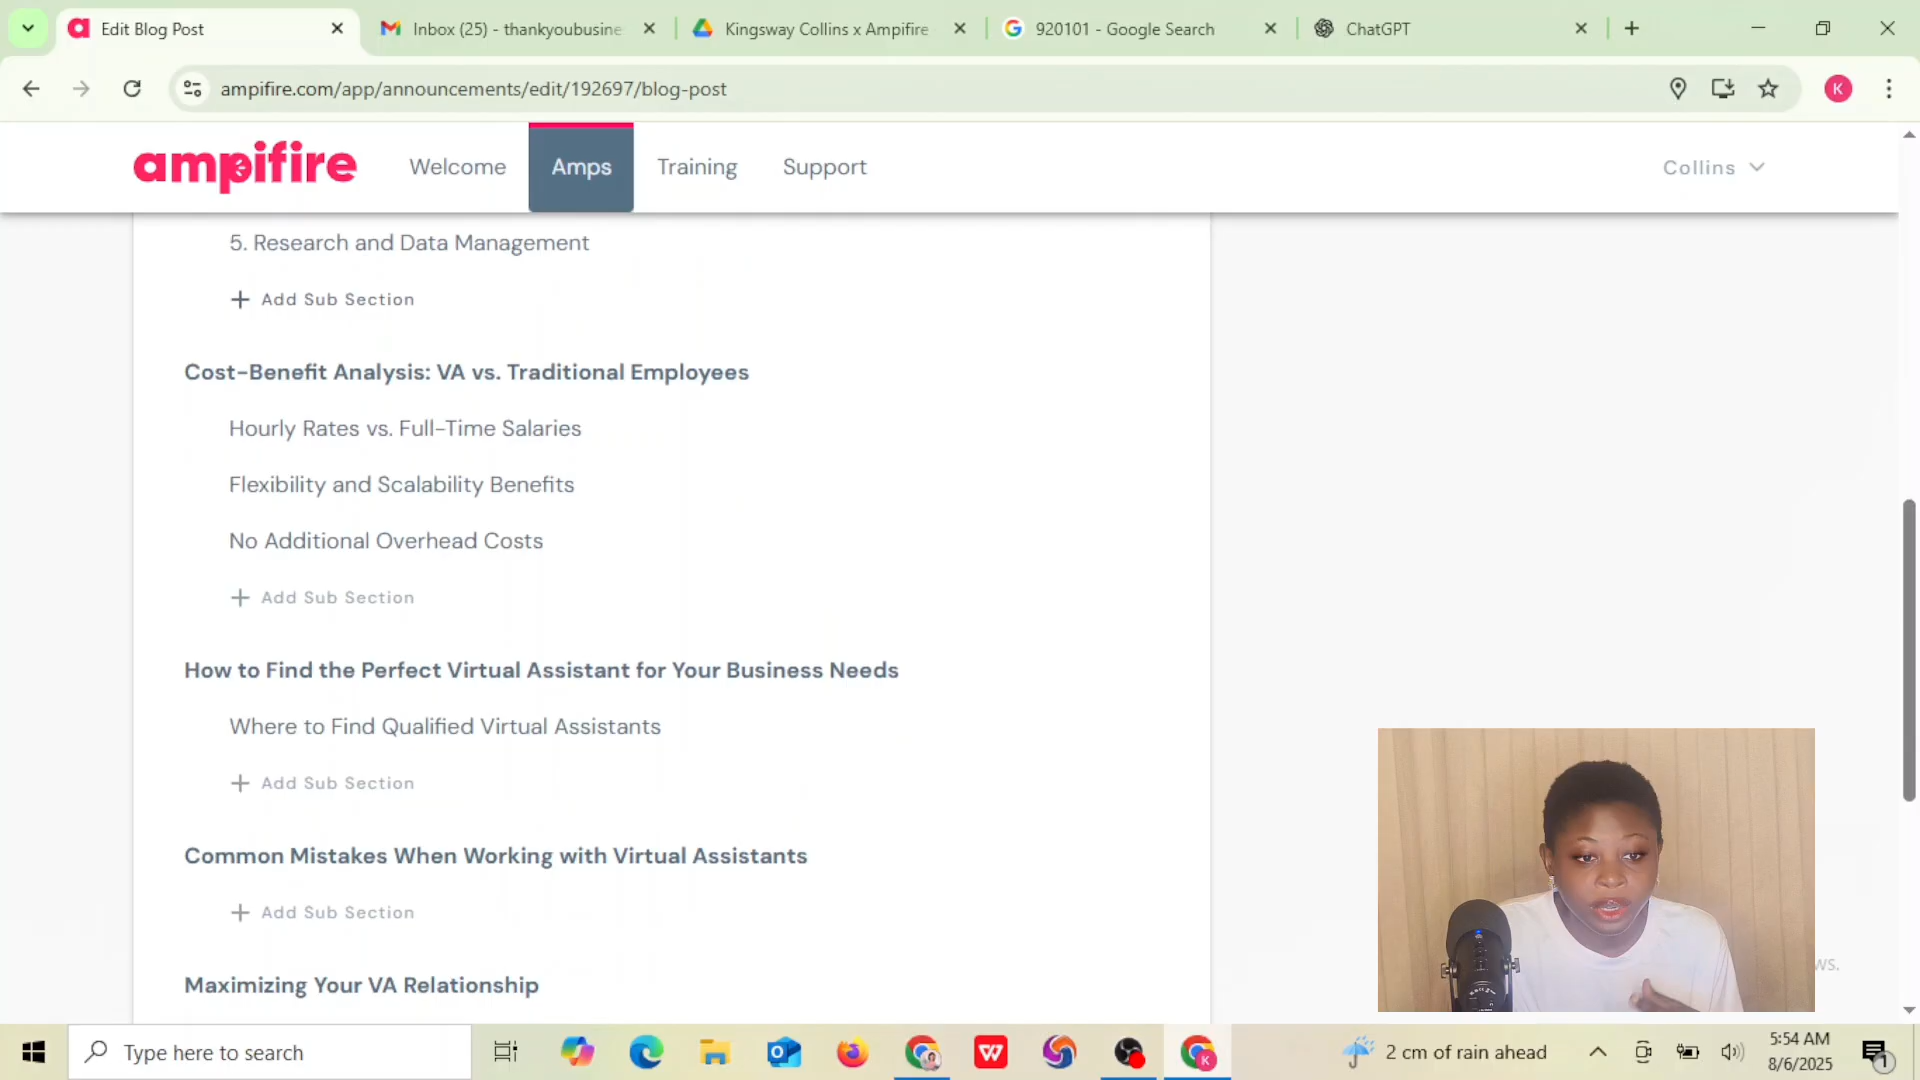 Edit Blog Post
Inbox (25) - thankyoubusine
Kingsway Collins x Ampifire
920101 - Google Search
ChatGPT
ampifire.com/app/announcements/edit/192697/blog-post
K
ampifire
Welcome
Amps
Training
Support
Collins
5. Research and Data Management
+ Add Sub Section
Cost-Benefit Analysis: VA vs. Traditional Employees
Hourly Rates vs. Full-Time Salaries
Flexibility and Scalability Benefits
No Additional Overhead Costs
+ Add Sub Section
How to Find the Perfect Virtual Assistant for Your Business Needs
Where to Find Qualified Virtual Assistants
+ Add Sub Section
Common Mistakes When Working with Virtual Assistants
+ Add Sub Section
Maximizing Your VA Relationship
ws.
Type here to search
2 cm of rain ahead
5:54 AM
8/6/2025
1